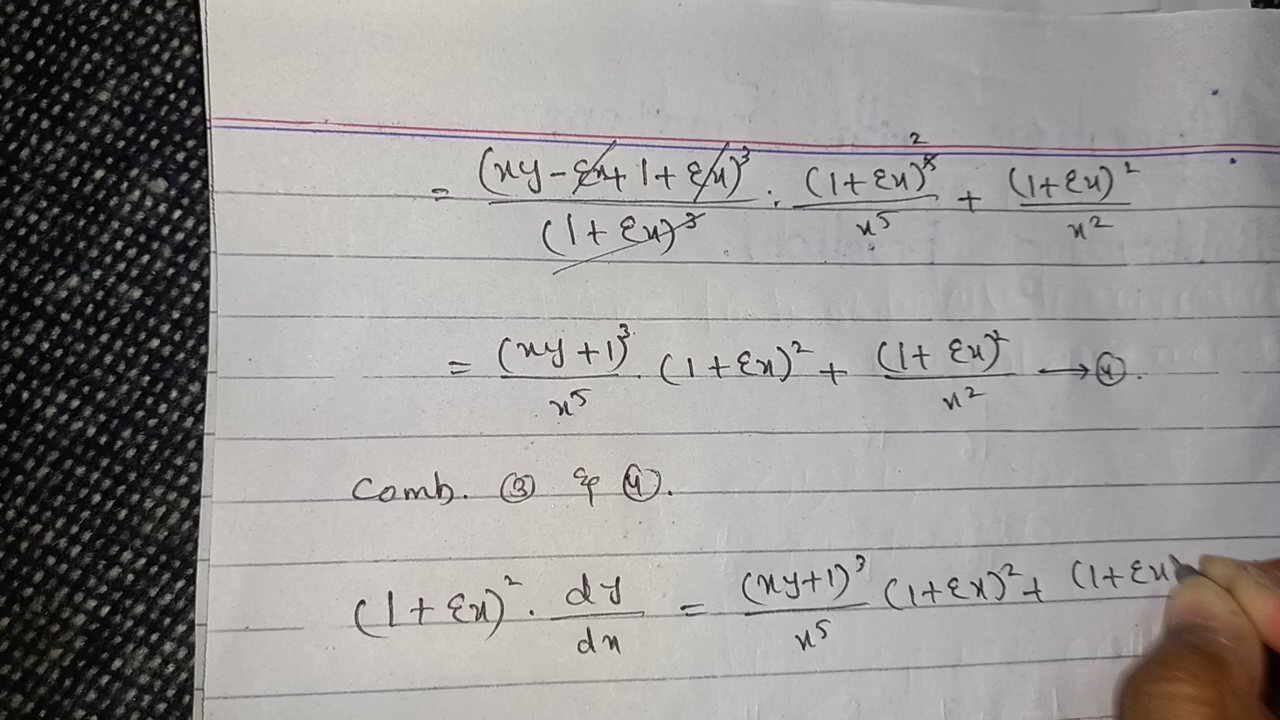 = (xy - εx + 1 + εx)³ / (1 + εx)³ · (1 + εx)⁵ ² / x⁵ + (1 + εx)² / x²
= (xy + 1)³ / x⁵ · (1 + εx)² + (1 + εx)² / x² → ④.
Comb. ③ & ④.
(1 + εx)² · dy / dx = (xy+1)³ / x⁵ (1+εx)² + (1+εx